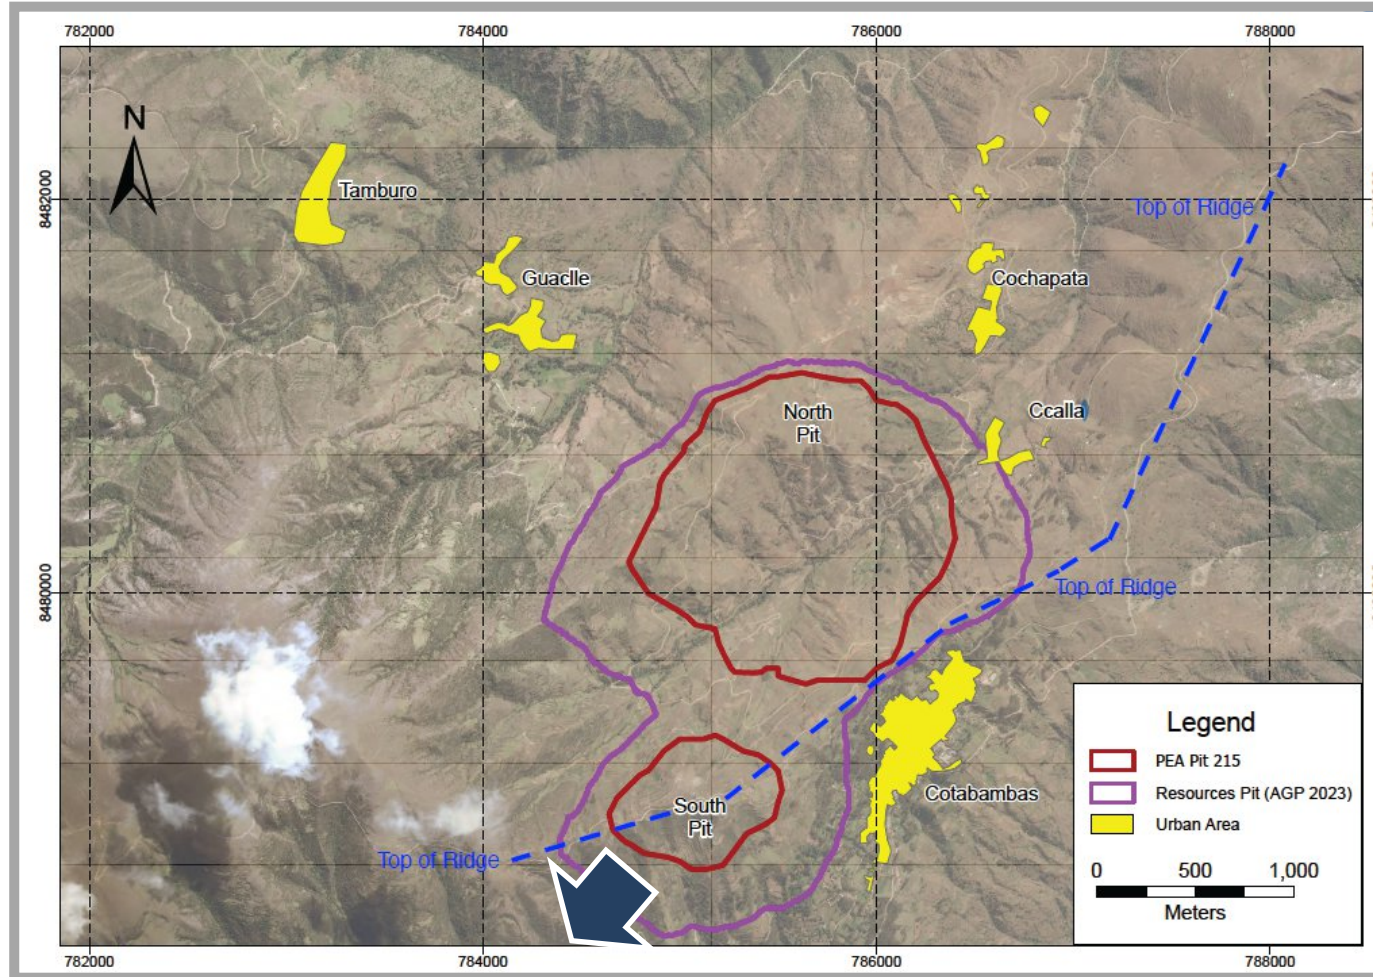 782000
784000
786000
788000
N
8482000
Tamburo
Top of Ridge
Guaclle
Cochapata
North
Pit
Ccalla
8480000
Top of Ridge
Legend
PEA Pit 215
Resources Pit (AGP 2023)
Urban Area
0 500 1,000
Meters
Cotabambas
South
Pit
Top of Ridge
782000
784000
786000
788000